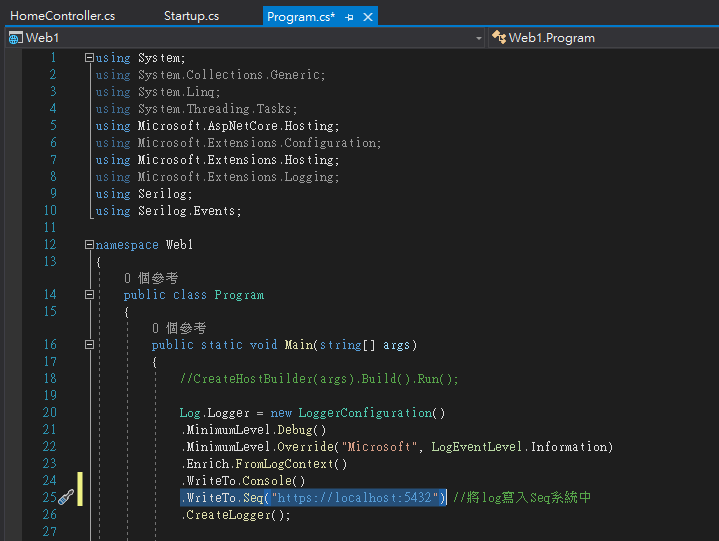 HomeController.cs Startup.cs Program.cs*
Web1 Web1.Program
1 using System;
2 using System.Collections.Generic;
3 using System.Linq;
4 using System.Threading.Tasks;
5 using Microsoft.AspNetCore.Hosting;
6 using Microsoft.Extensions.Configuration;
7 using Microsoft.Extensions.Hosting;
8 using Microsoft.Extensions.Logging;
9 using Serilog;
10 using Serilog.Events;
11
12 namespace Web1
13 {
0 個參考
14 public class Program
15 {
0 個參考
16 public static void Main(string[] args)
17 {
18 //CreateHostBuilder(args).Build().Run();
19
20 Log.Logger = new LoggerConfiguration()
21 .MinimumLevel.Debug()
22 .MinimumLevel.Override("Microsoft", LogEventLevel.Information)
23 .Enrich.FromLogContext()
24 .WriteTo.Console()
25 .WriteTo.Seq("https://localhost:5432") //將log寫入Seq系統中
26 .CreateLogger();
27